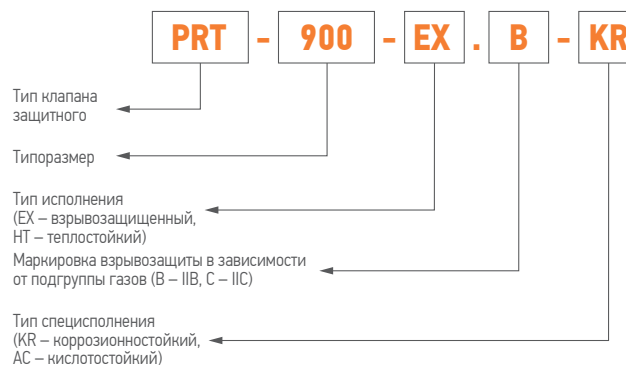 PRT - 900 - EX . B - KR
Тип клапана
защитного
Типоразмер
Тип исполнения
(EX – взрывозащищенный,
HT – теплостойкий)
Маркировка взрывозащиты в зависимости
от подгруппы газов (B – IIB, C – IIC)
Тип специсполнения
(KR – коррозионностойкий,
AC – кислотостойкий)